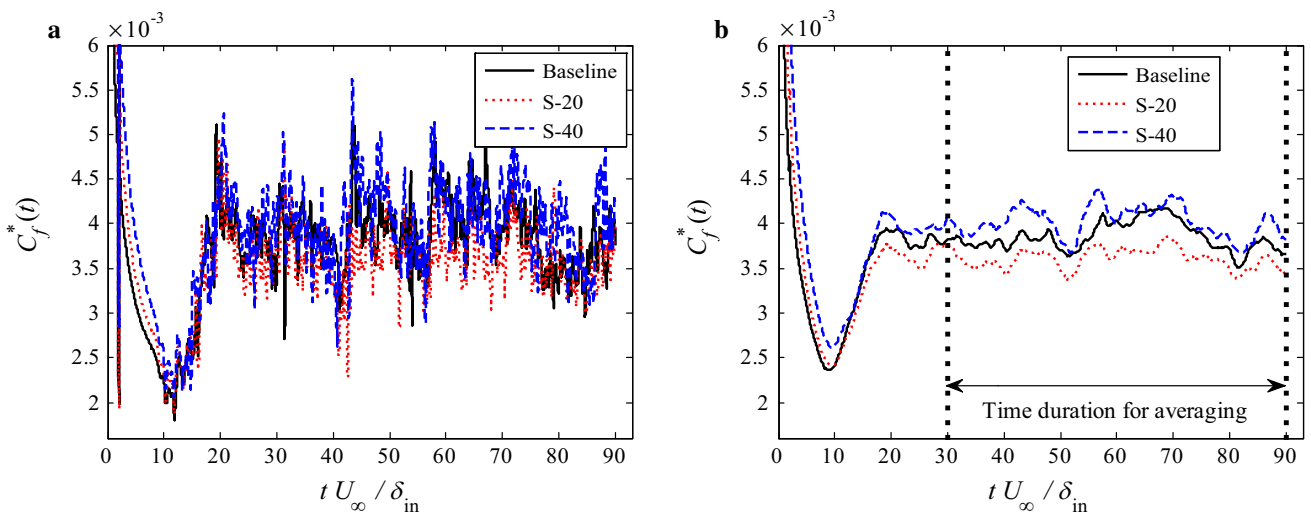 a
×10⁻³
6
5.5
5
4.5
4
3.5
3
2.5
2
0 10 20 30 40 50 60 70 80 90
C*f(t)
t U∞ / δin
Baseline
S-20
S-40
b
×10⁻³
6
5.5
5
4.5
4
3.5
3
2.5
2
0 10 20 30 40 50 60 70 80 90
C*f(t)
t U∞ / δin
Baseline
S-20
S-40
Time duration for averaging